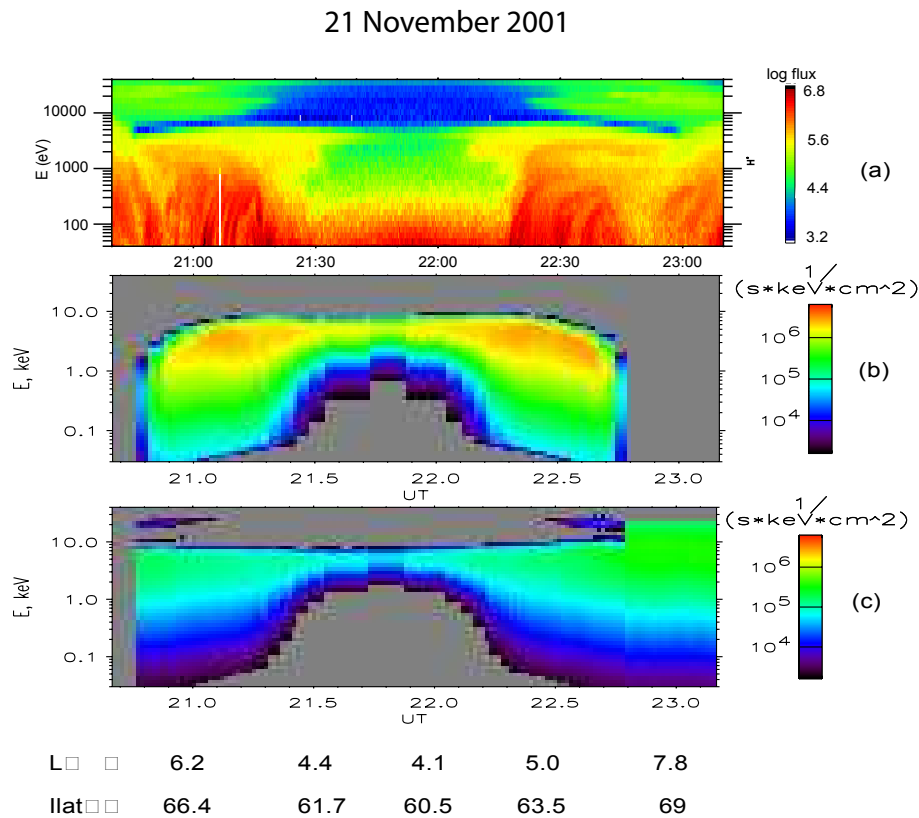 21 November 2001
log flux
6.8
5.6
4.4
3.2
10000
1000
100
E (eV)
H⁺
(a)
21:00 21:30 22:00 22:30 23:00
10.0
1.0
0.1
E, keV
21.0 21.5 22.0 22.5 23.0
UT
1/
(s*keV*cm^2)
10^6
10^5
10^4
(b)
10.0
1.0
0.1
E, keV
21.0 21.5 22.0 22.5 23.0
UT
1/
(s*keV*cm^2)
10^6
10^5
10^4
(c)
L□ □ 6.2 4.4 4.1 5.0 7.8
Ilat□□ 66.4 61.7 60.5 63.5 69